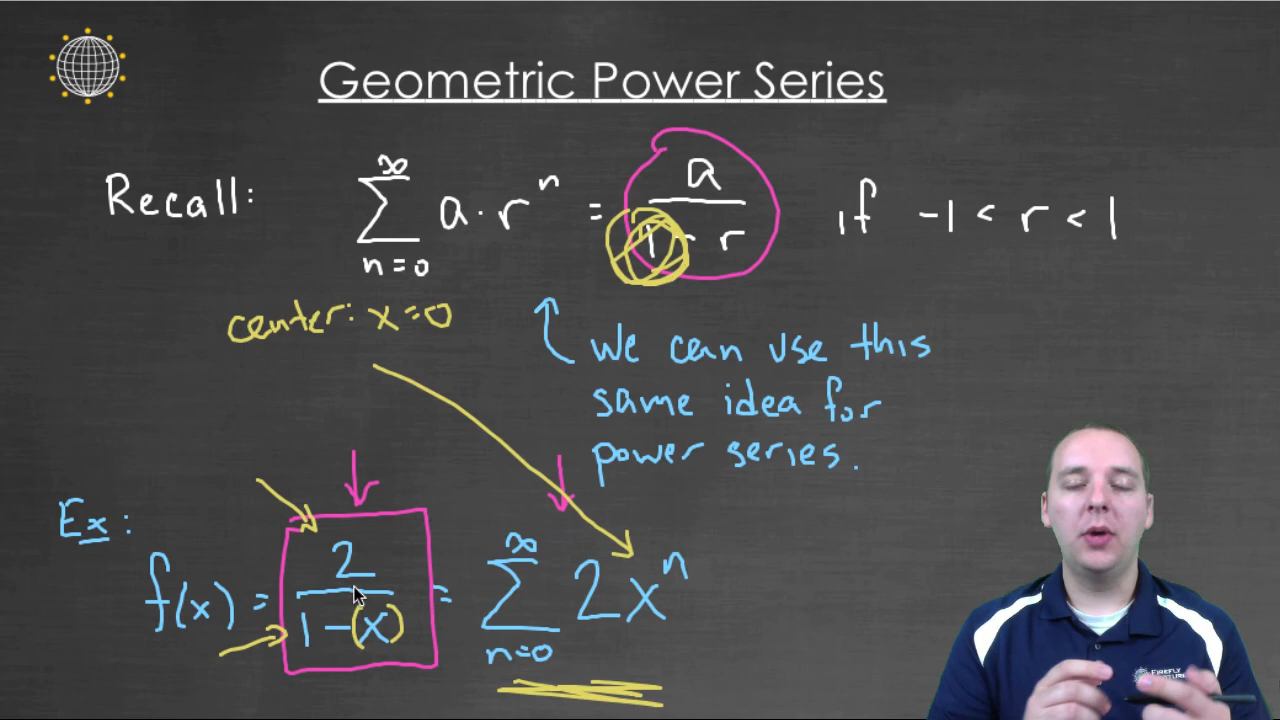 Geometric Power Series
Recall: ∞ ∑ n=0 a·r^n = a/(1-r) if -1 < r < 1
center: x=0
we can use this
same idea for
power series.
Ex:
f(x) = 2/(1-(x)) = ∞ ∑ n=0 2x^n
FIREFLY